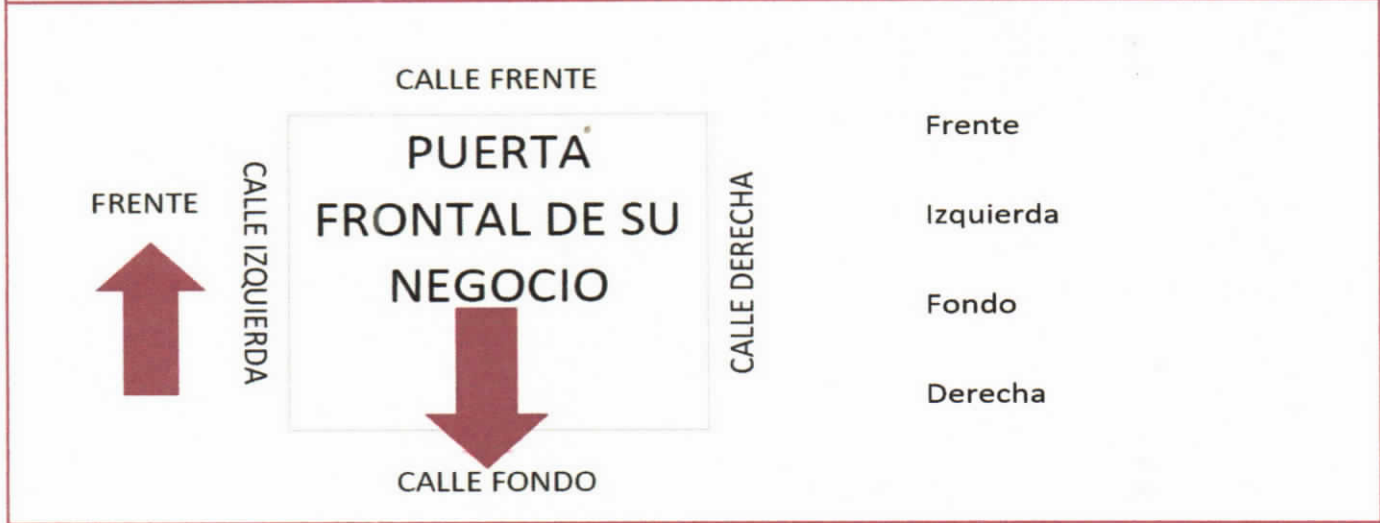 CALLE FRENTE
PUERTA
FRONTAL DE SU
NEGOCIO
FRENTE
CALLE IZQUIERDA
CALLE DERECHA
CALLE FONDO
Frente
Izquierda
Fondo
Derecha